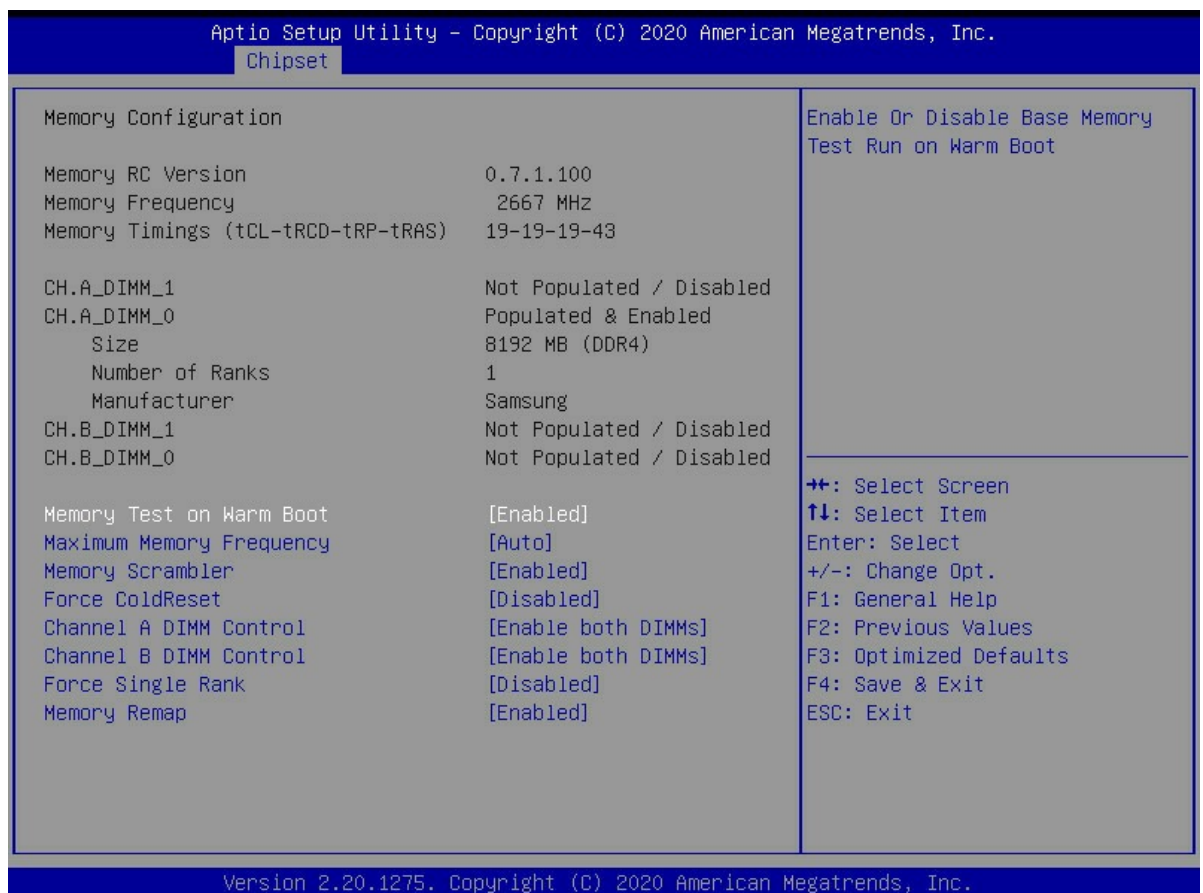 Aptio Setup Utility – Copyright (C) 2020 American Megatrends, Inc.
Chipset
Memory Configuration
Memory RC Version 0.7.1.100
Memory Frequency 2667 MHz
Memory Timings (tCL-tRCD-tRP-tRAS) 19-19-19-43
CH.A_DIMM_1 Not Populated / Disabled
CH.A_DIMM_0 Populated & Enabled
Size 8192 MB (DDR4)
Number of Ranks 1
Manufacturer Samsung
CH.B_DIMM_1 Not Populated / Disabled
CH.B_DIMM_0 Not Populated / Disabled
Memory Test on Warm Boot [Enabled]
Maximum Memory Frequency [Auto]
Memory Scrambler [Enabled]
Force ColdReset [Disabled]
Channel A DIMM Control [Enable both DIMMs]
Channel B DIMM Control [Enable both DIMMs]
Force Single Rank [Disabled]
Memory Remap [Enabled]
Enable Or Disable Base Memory
Test Run on Warm Boot
→←: Select Screen
↑↓: Select Item
Enter: Select
+/-: Change Opt.
F1: General Help
F2: Previous Values
F3: Optimized Defaults
F4: Save & Exit
ESC: Exit
Version 2.20.1275. Copyright (C) 2020 American Megatrends, Inc.